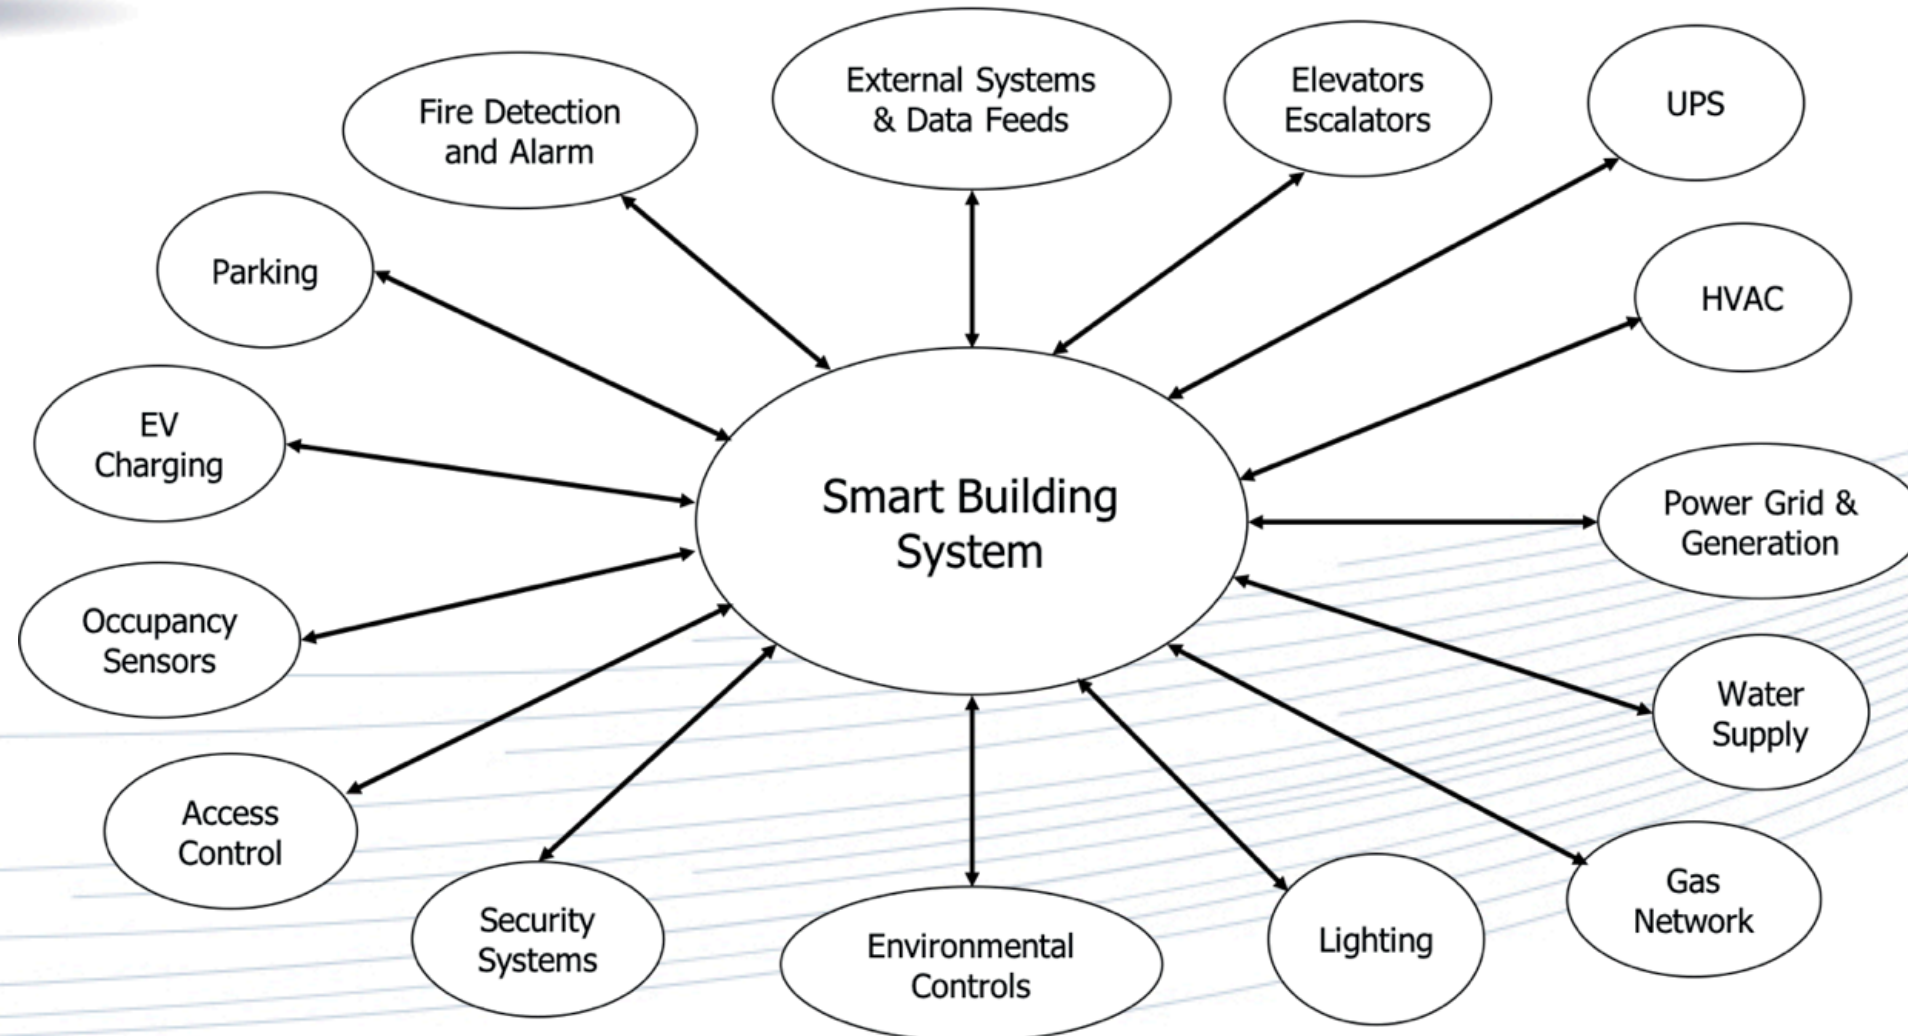 External Systems
& Data Feeds
Elevators
Escalators
UPS
Fire Detection
and Alarm
Parking
HVAC
EV
Charging
Smart Building
System
Power Grid &
Generation
Occupancy
Sensors
Water
Supply
Access
Control
Security
Systems
Environmental
Controls
Lighting
Gas
Network